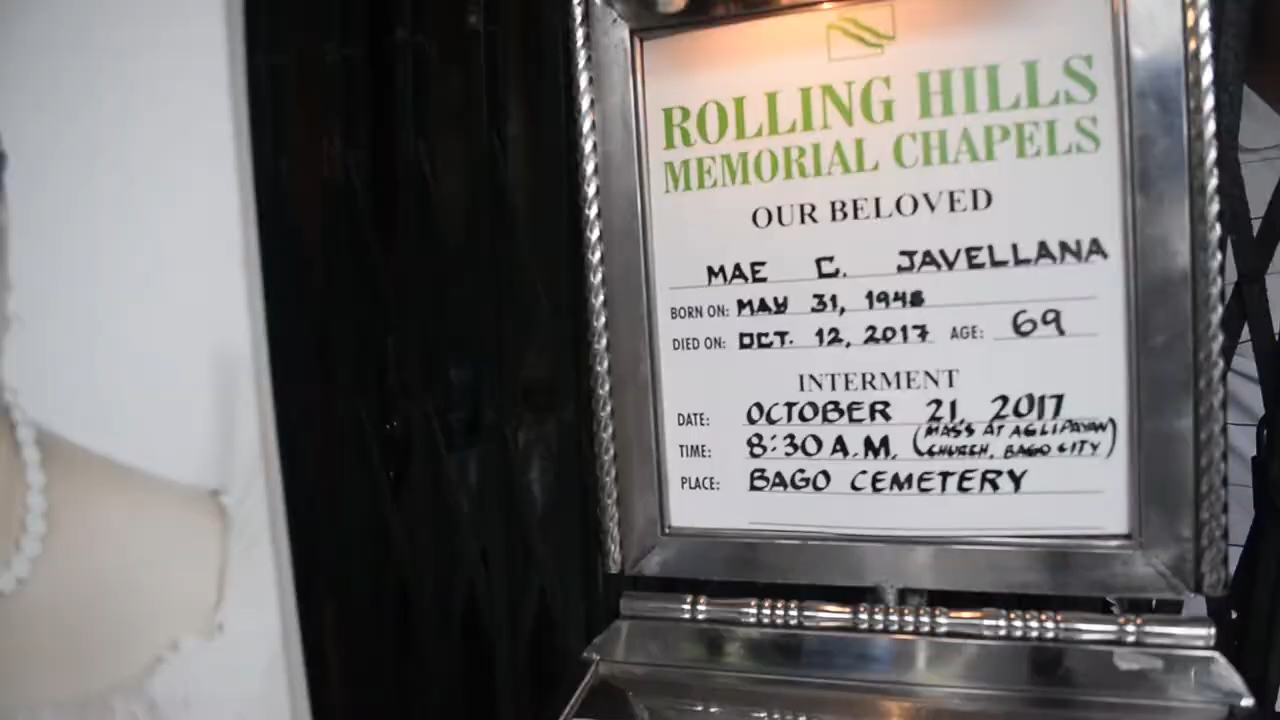 ROLLING HILLS
MEMORIAL CHAPELS
OUR BELOVED
MAE C. JAVELLANA
BORN ON: MAY 31, 1948
DIED ON: OCT. 12, 2017 AGE: 69
INTERMENT
DATE: OCTOBER 21, 2017
TIME: 8:30 A.M. (MASS AT AGLIPAYAN
CHURCH, BAGO CITY)
PLACE: BAGO CEMETERY